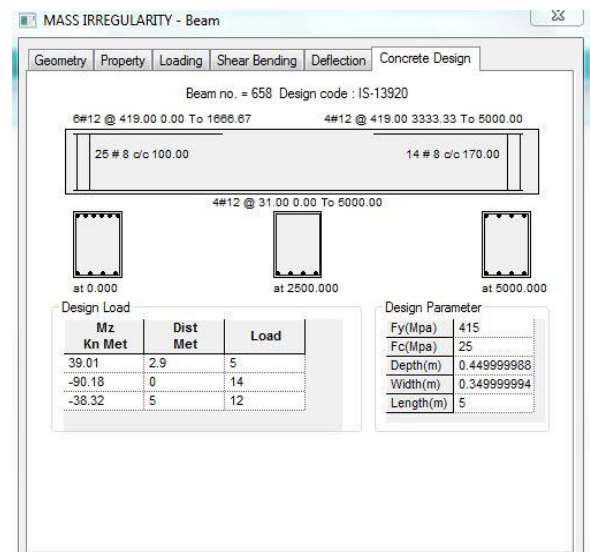 MASS IRREGULARITY - Beam
Geometry Property Loading Shear Bending Deflection Concrete Design
Beam no. = 658 Design code : IS-13920
6#12 @ 419.00 0.00 To 1666.67 4#12 @ 419.00 3333.33 To 5000.00
25 # 8 c/c 100.00 14 # 8 c/c 170.00
4#12 @ 31.00 0.00 To 5000.00
at 0.000 at 2500.000 at 5000.000
Design Load
Mz Dist Load
Kn Met Met
39.01 2.9 5
-90.18 0 14
-38.32 5 12
Design Parameter
Fy(Mpa) 415
Fc(Mpa) 25
Depth(m) 0.449999988
Width(m) 0.349999994
Length(m) 5